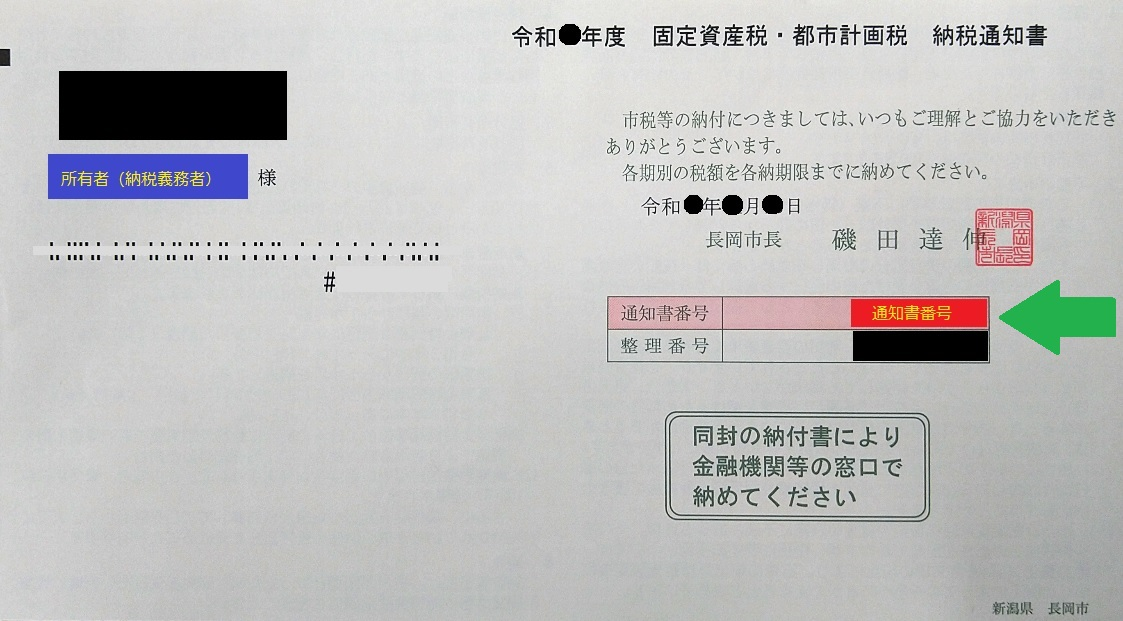 令和●年度 固定資産税・都市計画税 納税通知書
所有者（納税義務者） 様
#
市税等の納付につきましては、いつもご理解とご協力をいただき
ありがとうございます。
各期別の税額を各納期限までに納めてください。
令和●年●月●日
長岡市長 磯田達伸
通知書番号 通知書番号
整理番号
同封の納付書により
金融機関等の窓口で
納めてください
新潟県 長岡市